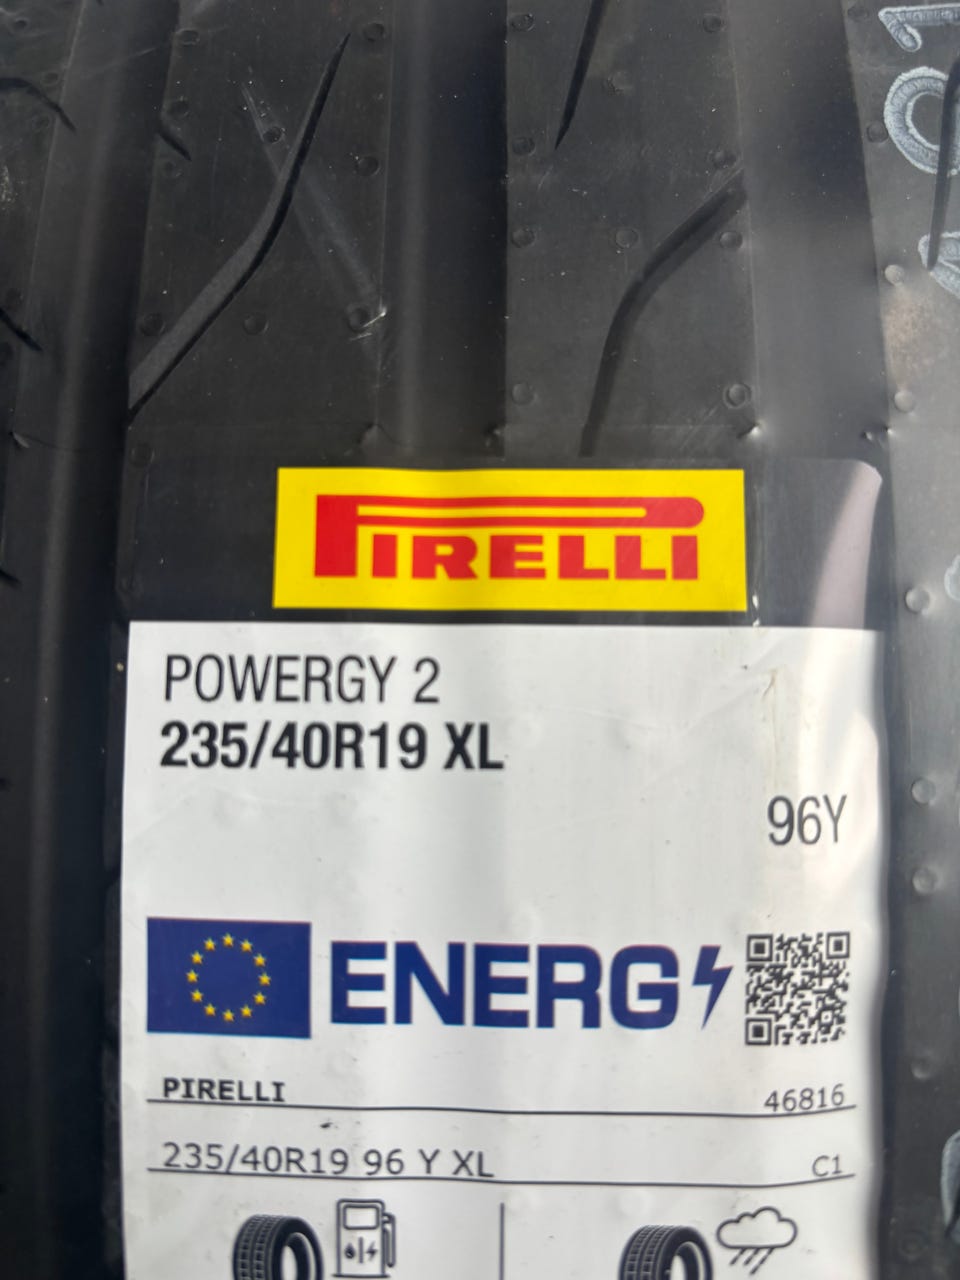 PIRELLI
POWERGY 2
235/40R19 XL
96Y
ENERG
PIRELLI 46816
235/40R19 96 Y XL C1